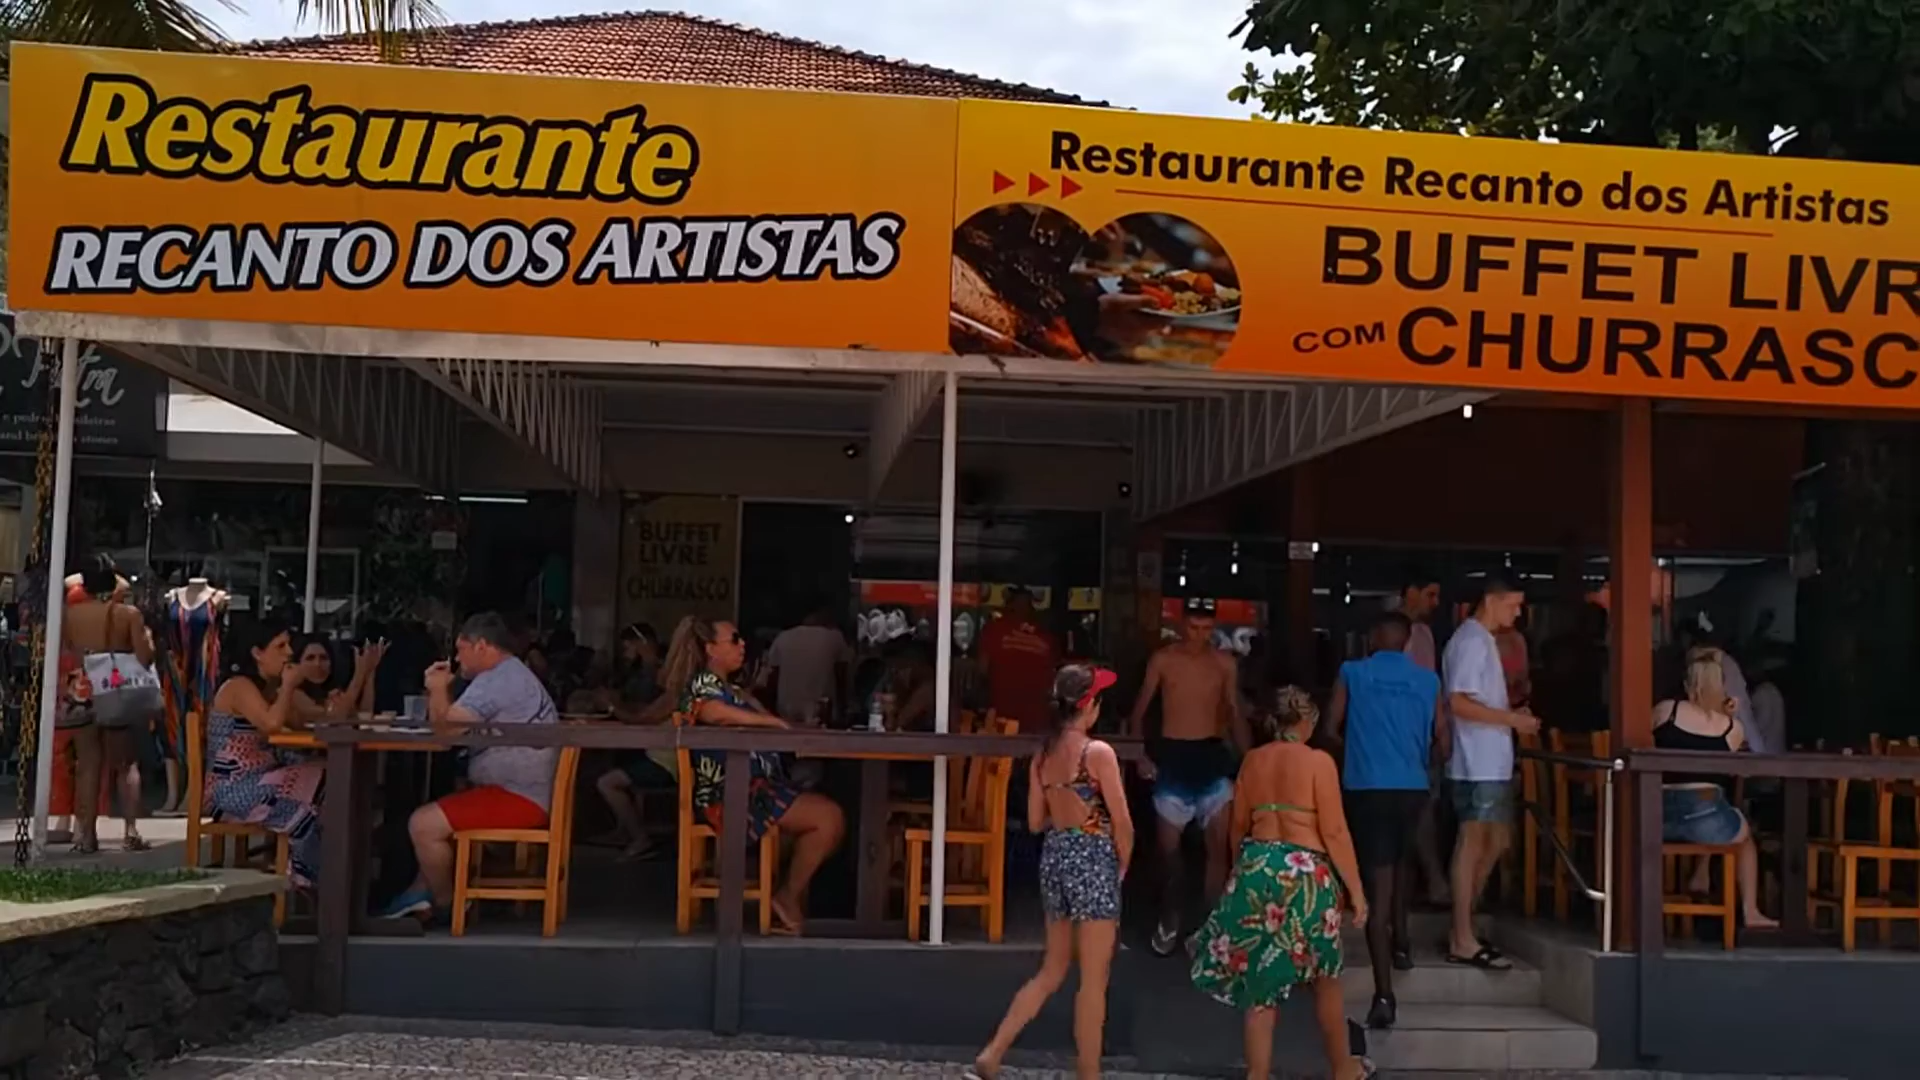 Restaurante
RECANTO DOS ARTISTAS
Restaurante Recanto dos Artistas
BUFFET LIVR
COM CHURRASC
BUFFET
LIVRE
CHURRASCO